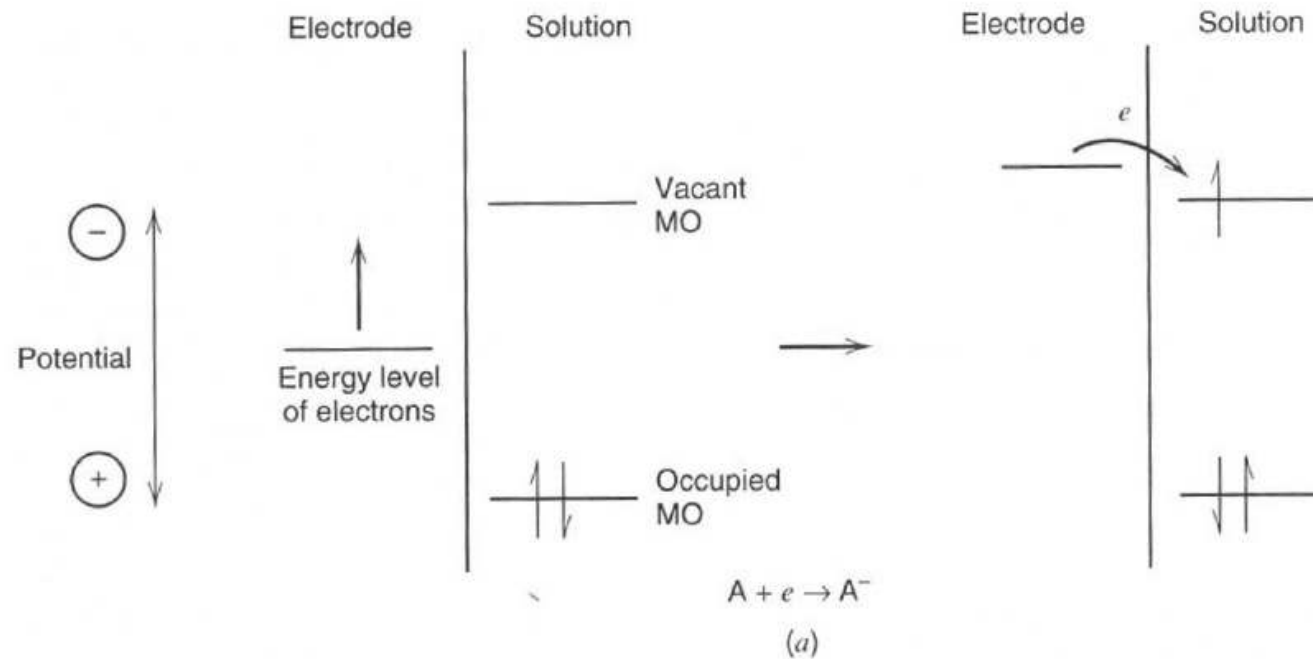 Electrode Solution Electrode Solution
e
Vacant
MO
−
Potential
Energy level
of electrons
+
Occupied
MO
A + e → A⁻
(a)